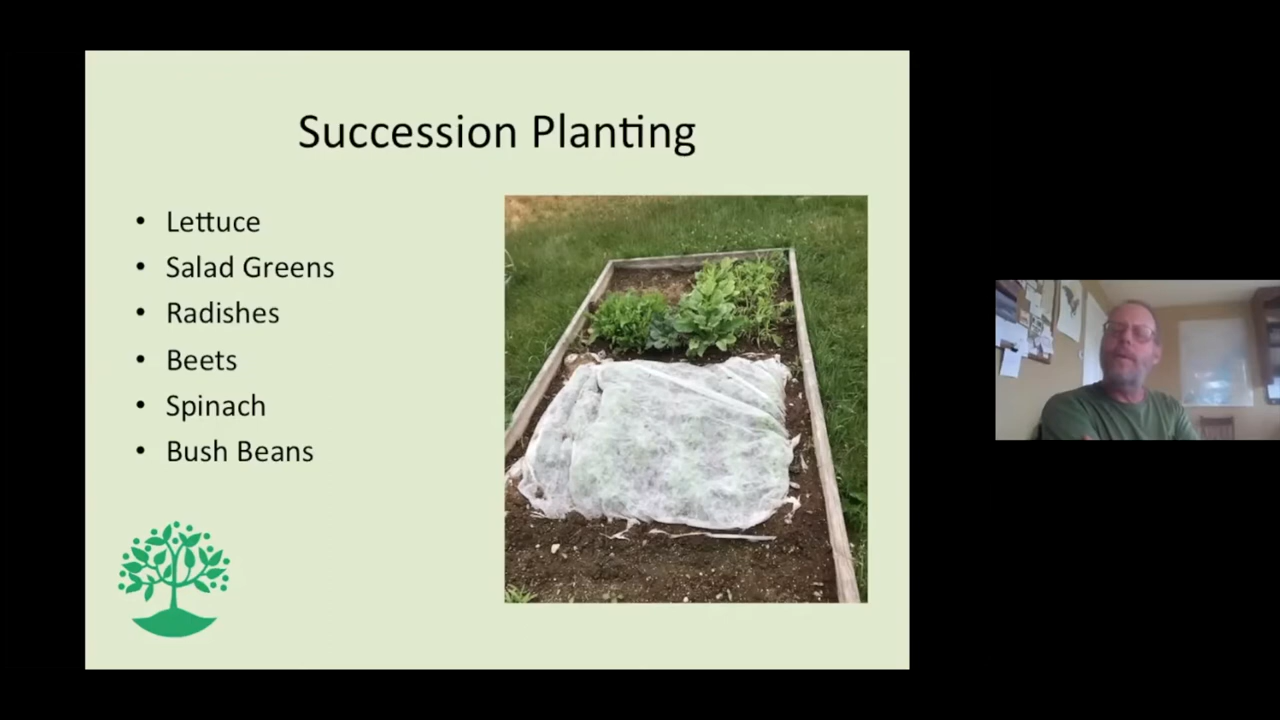 Succession Planting
• Lettuce
• Salad Greens
• Radishes
• Beets
• Spinach
• Bush Beans